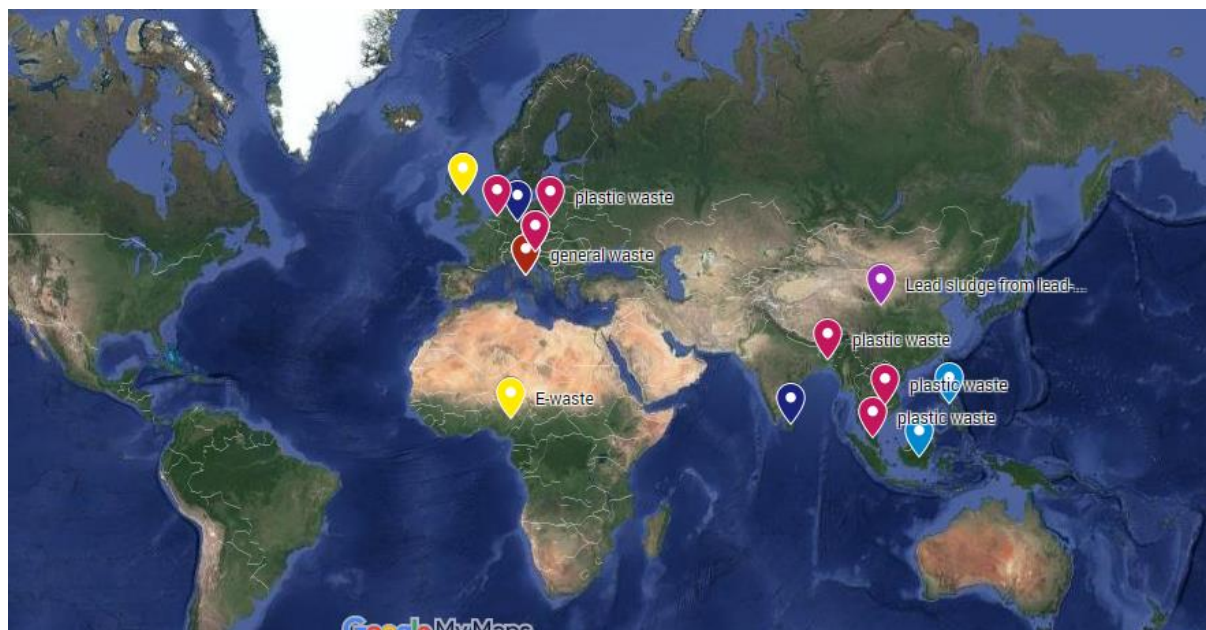 plastic waste
general waste
Lead sludge from lead-...
plastic waste
plastic waste
E-waste
plastic waste
Google My Maps